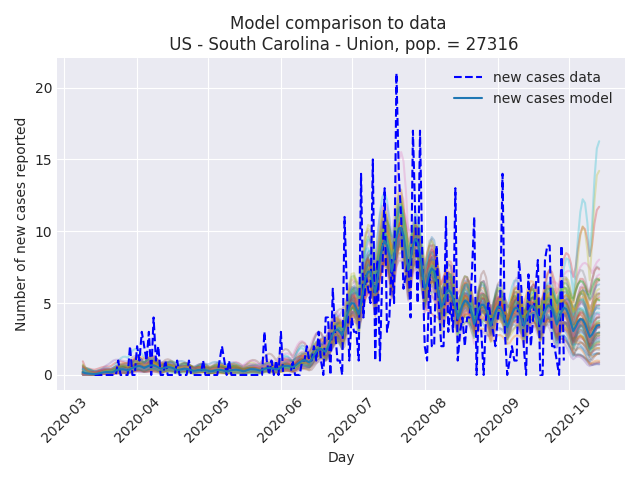 Model comparison to data
US - South Carolina - Union, pop. = 27316
new cases data
new cases model
Number of new cases reported
20
15
10
5
0
2020-03
2020-04
2020-05
2020-06
2020-07
2020-08
2020-09
2020-10
Day